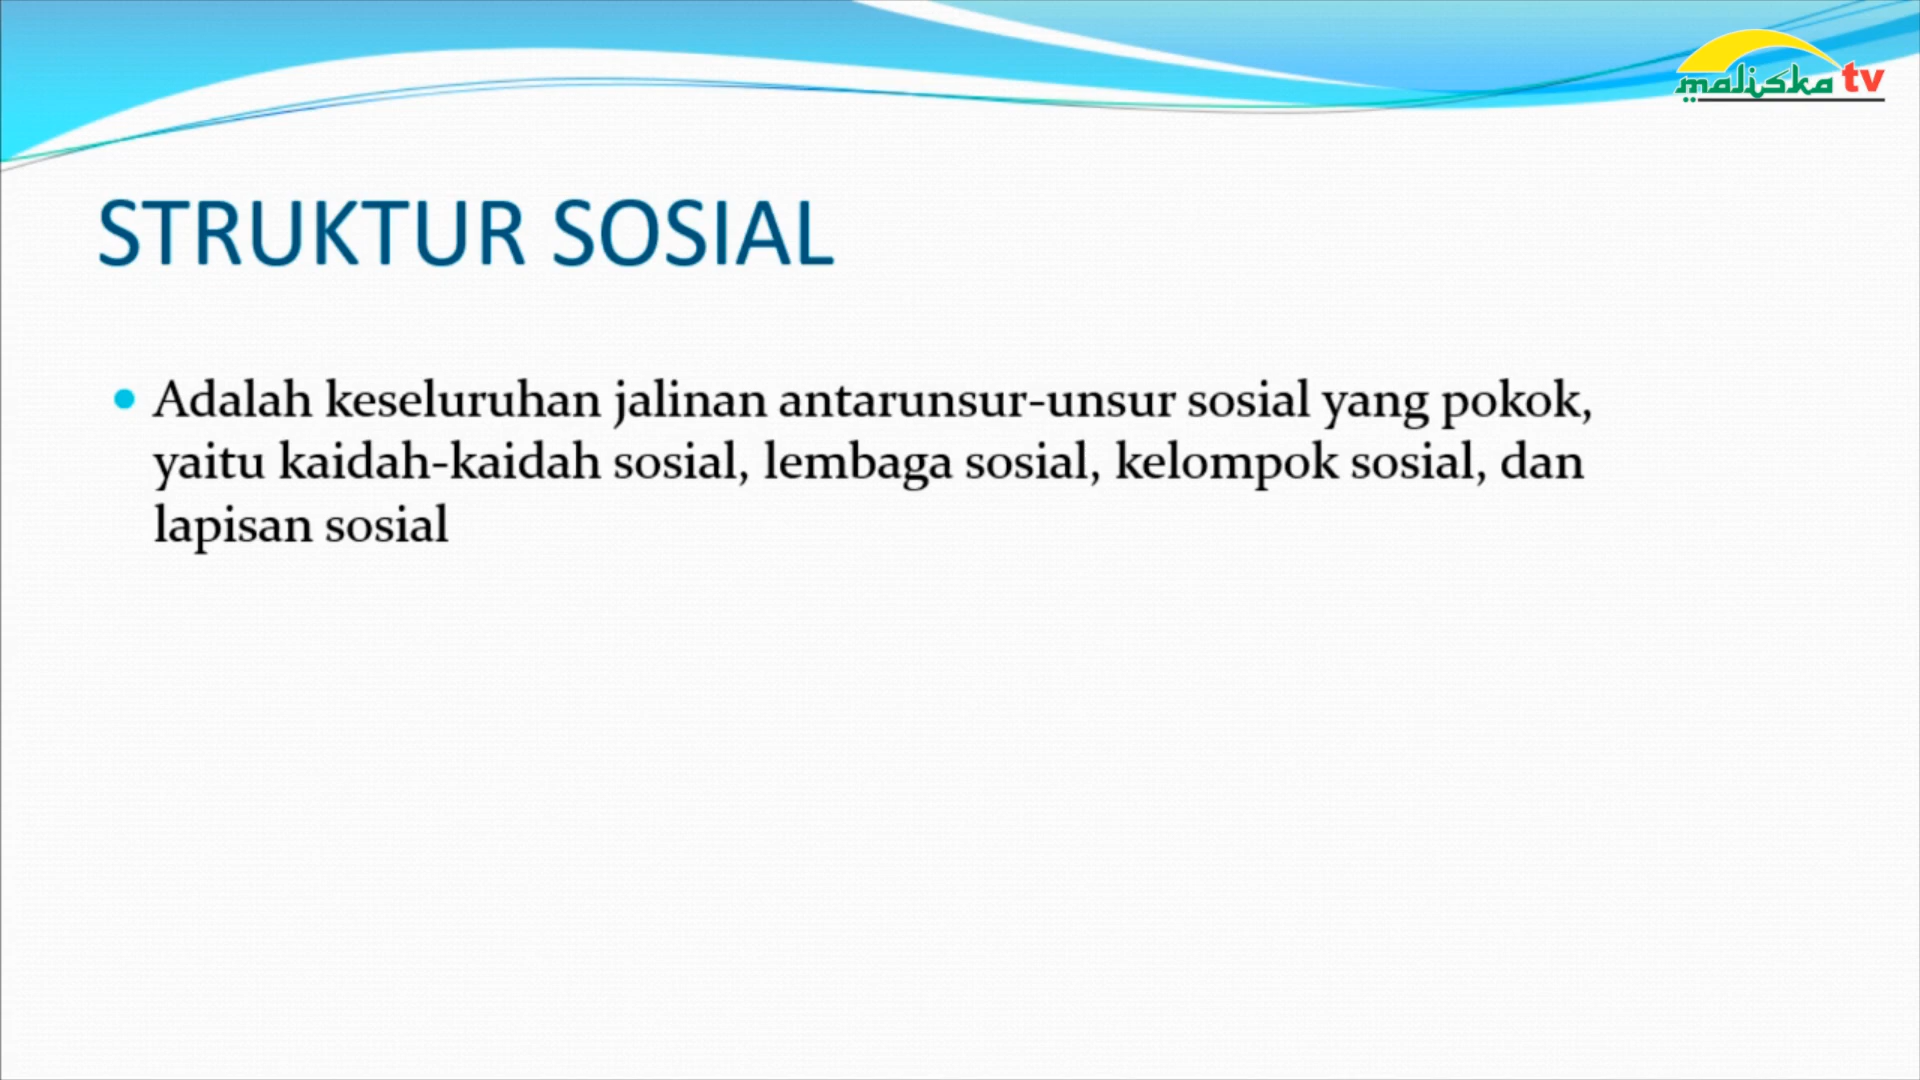 maliska tv
STRUKTUR SOSIAL
Adalah keseluruhan jalinan antarunsur-unsur sosial yang pokok,
yaitu kaidah-kaidah sosial, lembaga sosial, kelompok sosial, dan
lapisan sosial